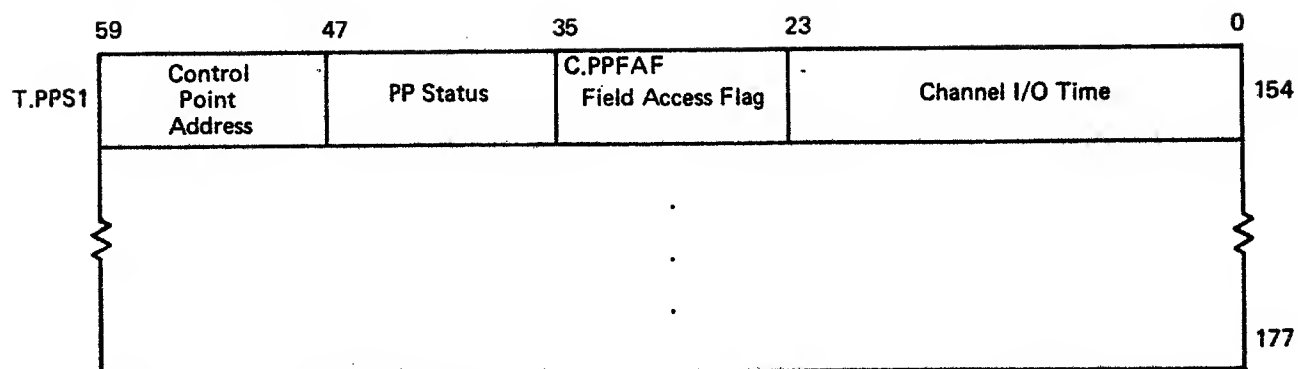 59 47 35 23 0
T.PPS1 Control Point Address PP Status C.PPFAF Field Access Flag Channel I/O Time 154
.
.
.
177